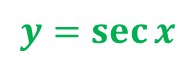 y = sec x